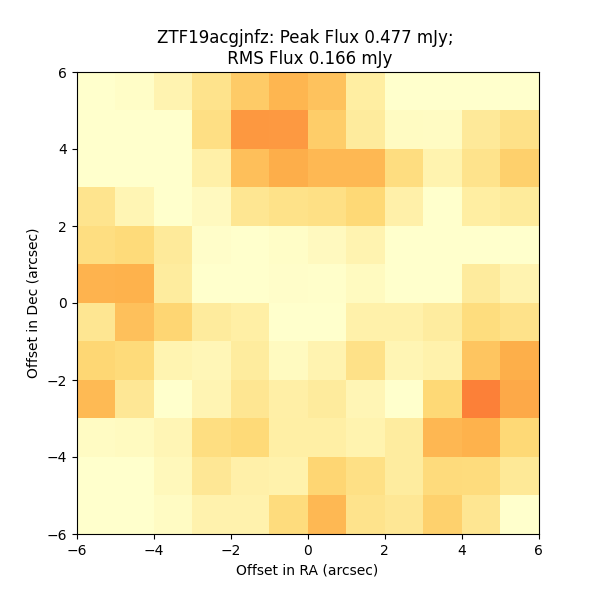 ZTF19acgjnfz: Peak Flux 0.477 mJy;
RMS Flux 0.166 mJy
6
4
2
0
−2
−4
−6
Offset in Dec (arcsec)
−6 −4 −2 0 2 4 6
Offset in RA (arcsec)